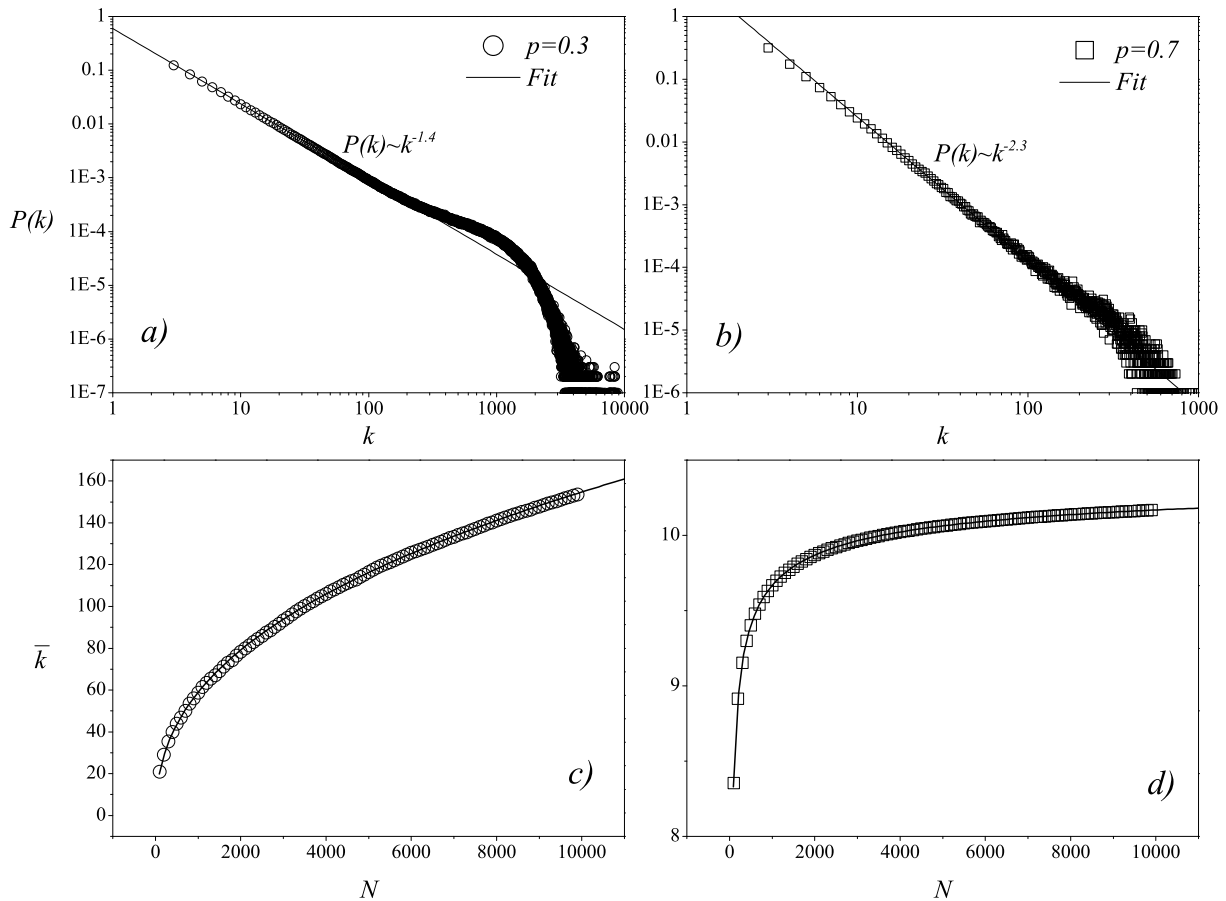 1
0.1
0.01
1E-3
1E-4
1E-5
1E-6
1E-7
P(k)
p=0.3
Fit
P(k)~k^-1.4
a)
1 10 100 1000 10000
k
1
0.1
0.01
1E-3
1E-4
1E-5
1E-6
p=0.7
Fit
P(k)~k^-2.3
b)
1 10 100 1000
k
160
140
120
100
80
60
40
20
0
k̅
c)
0 2000 4000 6000 8000 10000
N
10
9
8
d)
0 2000 4000 6000 8000 10000
N